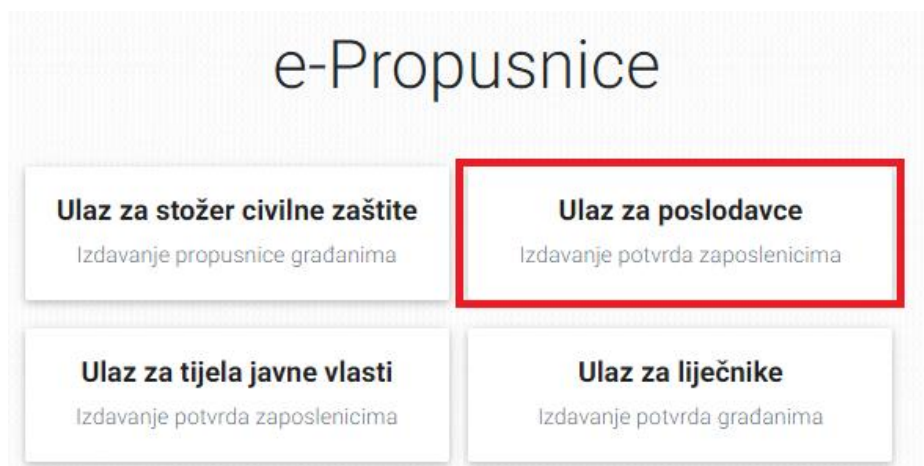 e-Propusnice
Ulaz za stožer civilne zaštite
Izdavanje propusnice građanima
Ulaz za poslodavce
Izdavanje potvrda zaposlenicima
Ulaz za tijela javne vlasti
Izdavanje potvrda zaposlenicima
Ulaz za liječnike
Izdavanje potvrda građanima